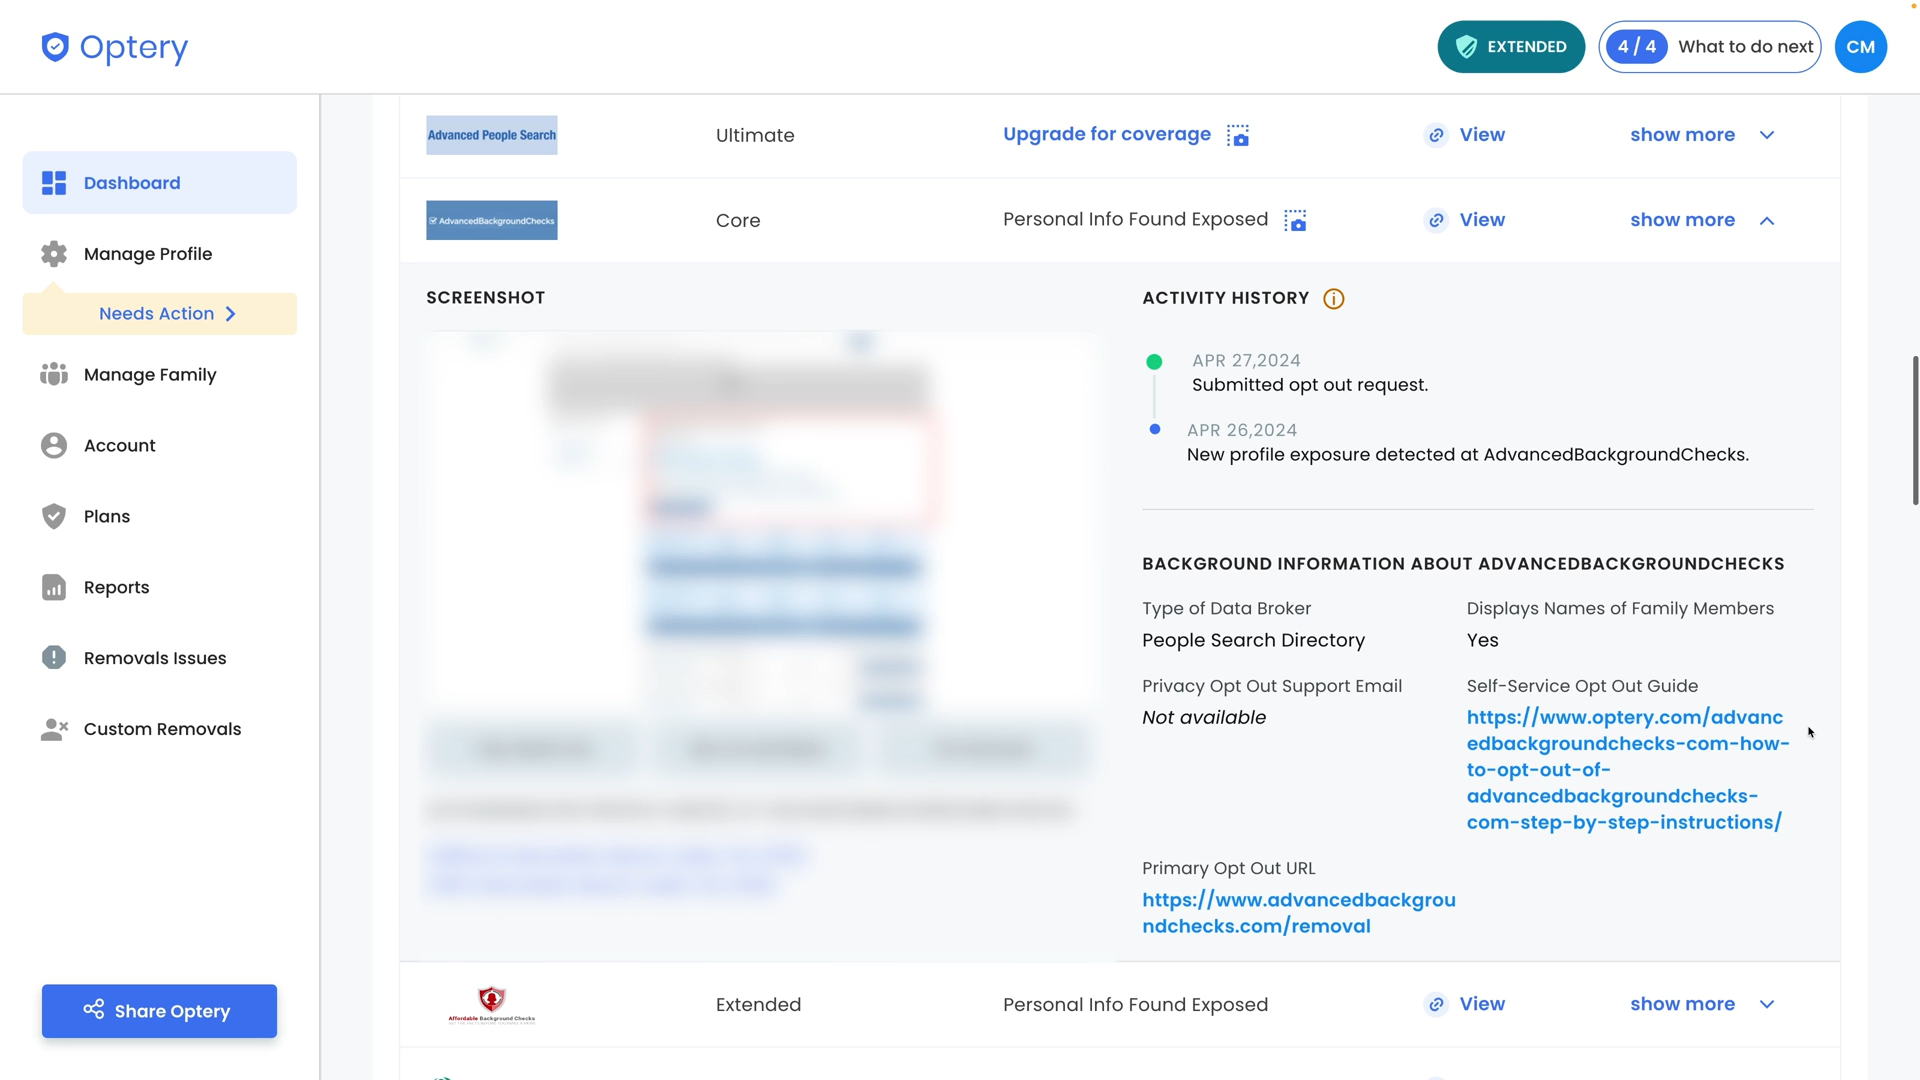 Optery
EXTENDED
4 / 4 What to do next
CM
Dashboard
Manage Profile
Needs Action
Manage Family
Account
Plans
Reports
Removals Issues
Custom Removals
Share Optery
Advanced People Search Ultimate Upgrade for coverage View show more
AdvancedBackgroundChecks Core Personal Info Found Exposed View show more
SCREENSHOT
ACTIVITY HISTORY
APR 27,2024
Submitted opt out request.
APR 26,2024
New profile exposure detected at AdvancedBackgroundChecks.
BACKGROUND INFORMATION ABOUT ADVANCEDBACKGROUNDCHECKS
Type of Data Broker
People Search Directory
Displays Names of Family Members
Yes
Privacy Opt Out Support Email
Not available
Self-Service Opt Out Guide
https://www.optery.com/advanc
edbackgroundchecks-com-how-
to-opt-out-of-
advancedbackgroundchecks-
com-step-by-step-instructions/
Primary Opt Out URL
https://www.advancedbackgrou
ndchecks.com/removal
Affordable Background Checks Extended Personal Info Found Exposed View show more